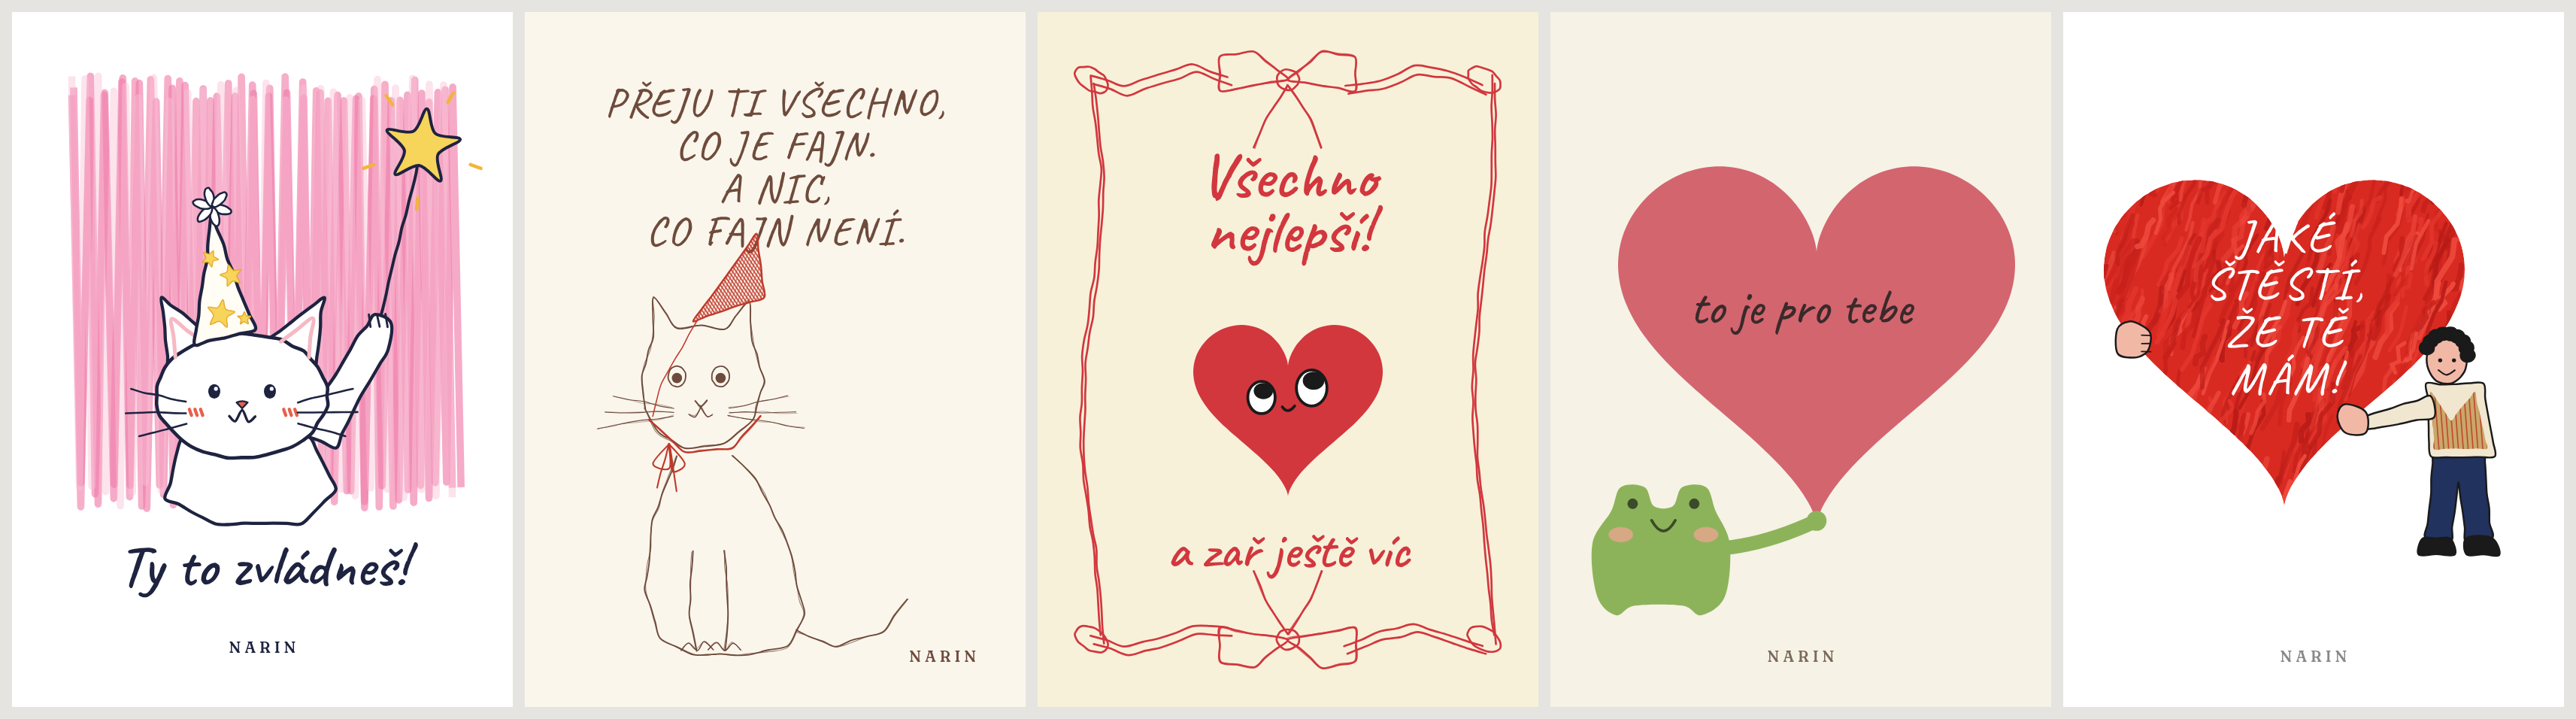 Ty to zvládneš!
NARIN
PŘEJU TI VŠECHNO,
CO JE FAJN.
A NIC,
CO FAJN NENÍ.
NARIN
Všechno
nejlepší!
a zař ještě víc
to je pro tebe
NARIN
JAKÉ
ŠTĚSTÍ,
ŽE TĚ
MÁM!
NARIN